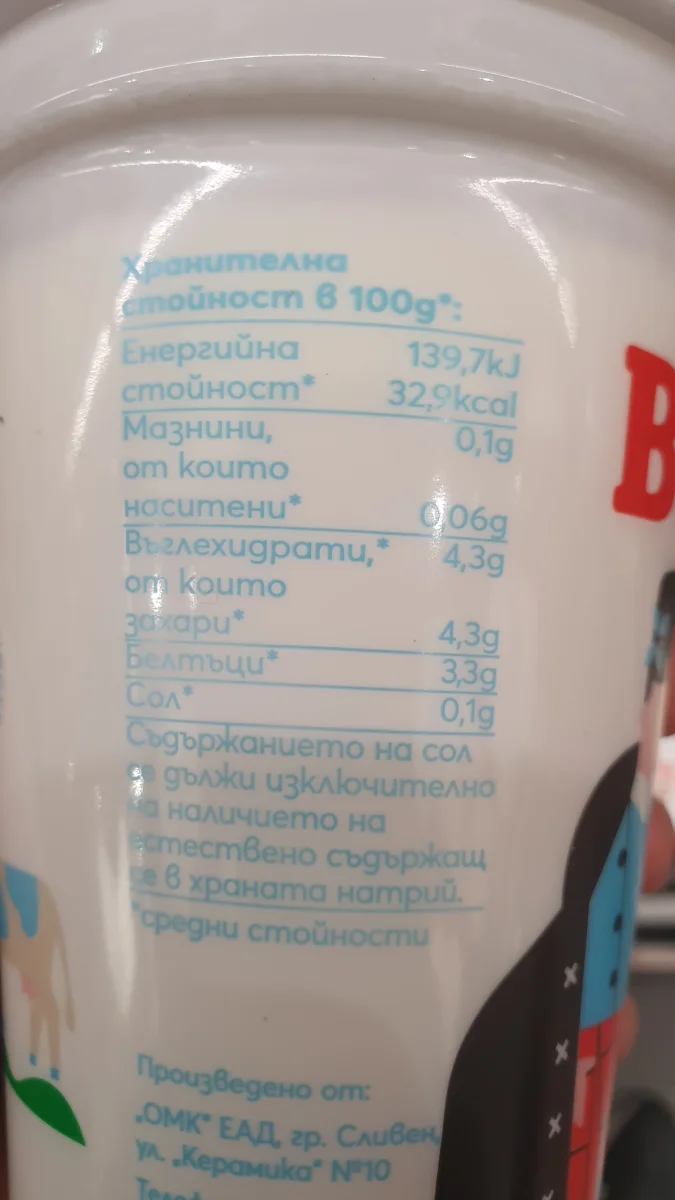 Хранителна
стойност в 100g*:
Енергийна 139,7kJ
стойност* 32,9kcal
Мазнини, 0,1g
от които
наситени* 0,06g
Въглехидрати,* 4,3g
от които
захари* 4,3g
Белтъци* 3,3g
Сол* 0,1g
Съдържанието на сол
се дължи изключително
на наличието на
естествено съдържащ
се в храната натрий.
*средни стойности
Произведено от:
„ОМК" ЕАД, гр. Сливен,
ул. „Керамика" №10
В